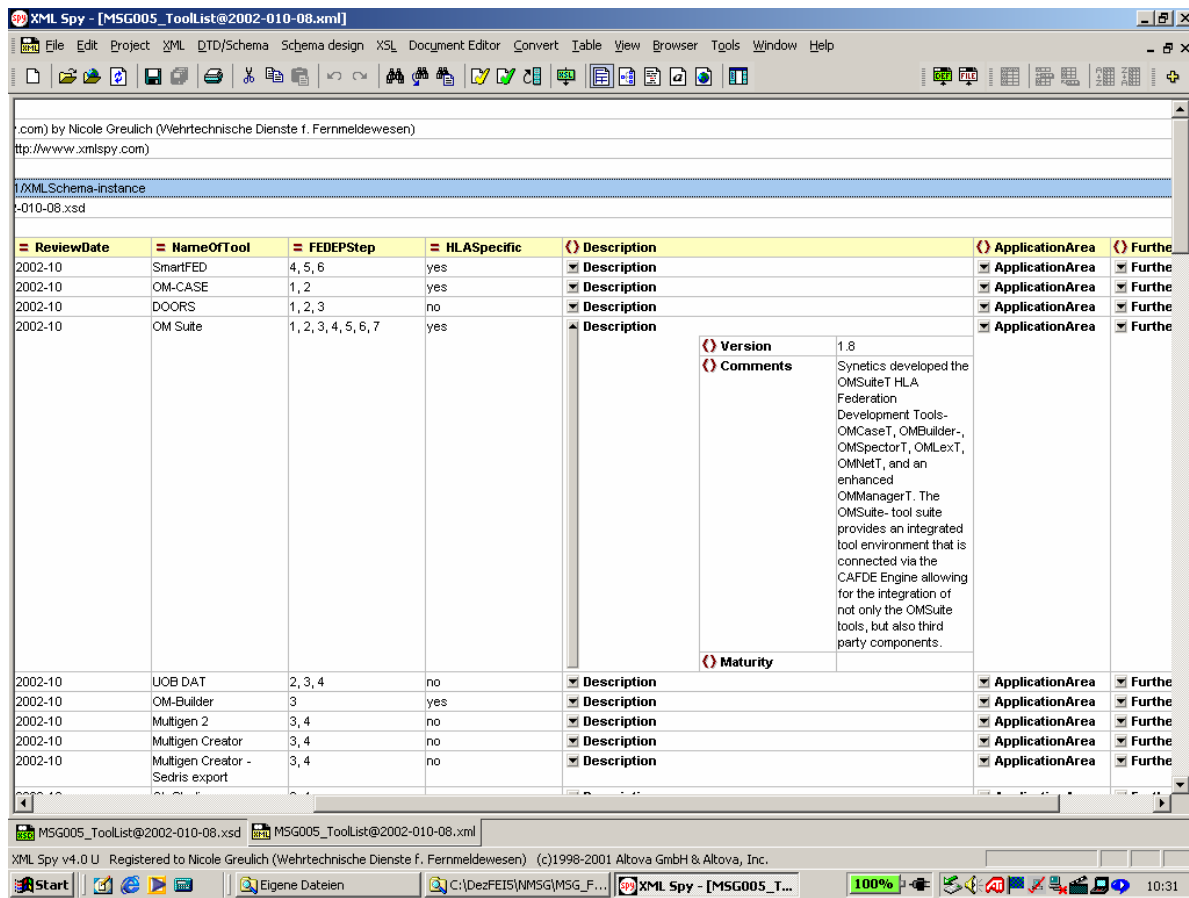 XML Spy - [MSG005_ToolList@2002-010-08.xml]
File Edit Project XML DTD/Schema Schema design XSL Document Editor Convert Table View Browser Tools Window Help
.com) by Nicole Greulich (Wehrtechnische Dienste f. Fernmeldewesen)
ttp://www.xmlspy.com)
1/XMLSchema-instance
-010-08.xsd
= ReviewDate = NameOfTool = FEDEPStep = HLASpecific {} Description {} ApplicationArea {} Furthe
2002-10 SmartFED 4, 5, 6 yes Description ApplicationArea Furthe
2002-10 OM-CASE 1, 2 yes Description ApplicationArea Furthe
2002-10 DOORS 1, 2, 3 no Description ApplicationArea Furthe
2002-10 OM Suite 1, 2, 3, 4, 5, 6, 7 yes Description ApplicationArea Furthe
{} Version 1.8
{} Comments Synetics developed the
OMSuiteT HLA
Federation
Development Tools-
OMCaseT, OMBuilder-,
OMSpectorT, OMLexT,
OMNetT, and an
enhanced
OMManagerT. The
OMSuite- tool suite
provides an integrated
tool environment that is
connected via the
CAFDE Engine allowing
for the integration of
not only the OMSuite
tools, but also third
party components.
{} Maturity
2002-10 UOB DAT 2, 3, 4 no Description ApplicationArea Furthe
2002-10 OM-Builder 3 yes Description ApplicationArea Furthe
2002-10 Multigen 2 3, 4 no Description ApplicationArea Furthe
2002-10 Multigen Creator 3, 4 no Description ApplicationArea Furthe
2002-10 Multigen Creator - 3, 4 no Description ApplicationArea Furthe
Sedris export
MSG005_ToolList@2002-010-08.xsd MSG005_ToolList@2002-010-08.xml
XML Spy v4.0 U Registered to Nicole Greulich (Wehrtechnische Dienste f. Fernmeldewesen) (c)1998-2001 Altova GmbH & Altova, Inc.
Start Eigene Dateien C:\DezFEI5\NMSG\MSG_F... XML Spy - [MSG005_T... 100% 10:31